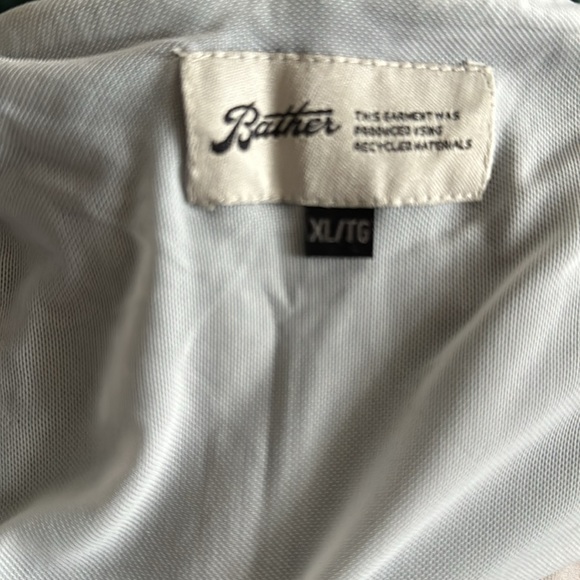 Bather
THIS GARMENT WAS
PRODUCED USING
RECYCLED MATERIALS
XL/TG